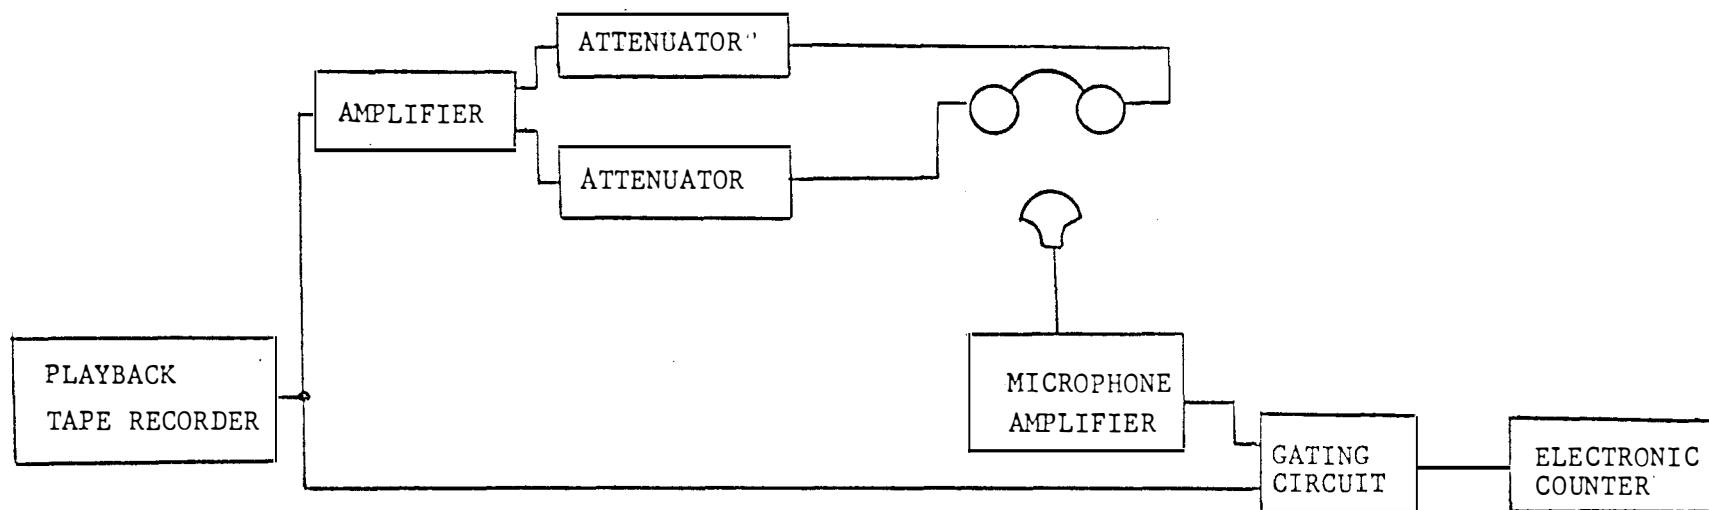 ATTENUATOR
AMPLIFIER
ATTENUATOR
PLAYBACK
TAPE RECORDER
MICROPHONE
AMPLIFIER
GATING
CIRCUIT
ELECTRONIC
COUNTER